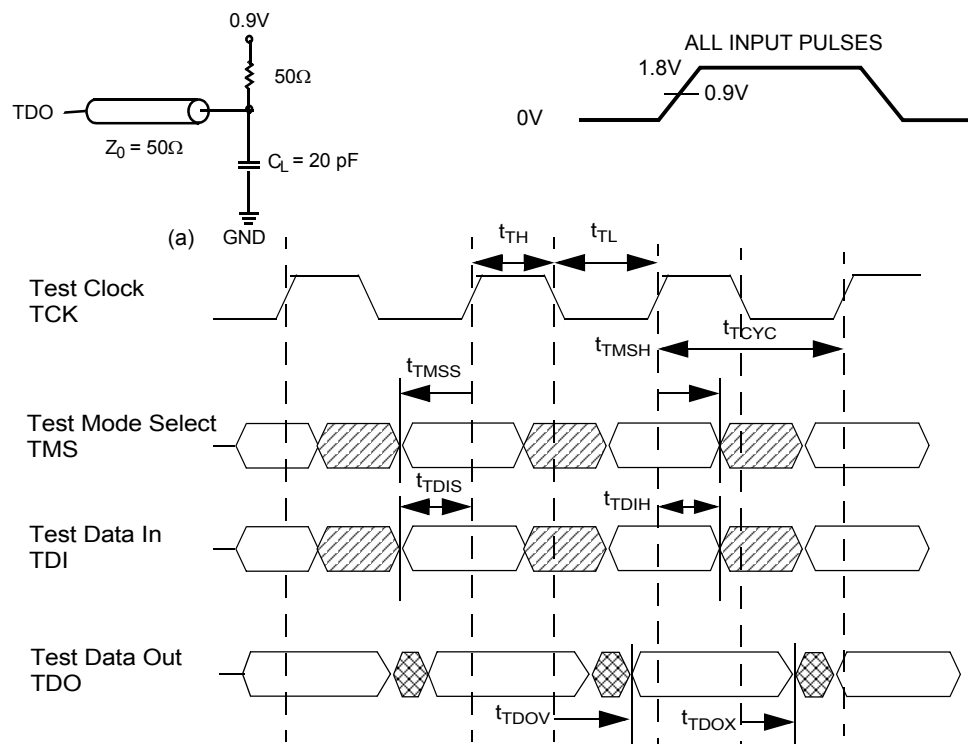 0.9V
ALL INPUT PULSES
50Ω
1.8V
0.9V
TDO
0V
Z0 = 50Ω
CL = 20 pF
(a)
GND
tTH
tTL
Test Clock
TCK
tTCYC
tTMSH
tTMSS
Test Mode Select
TMS
tTDIS
tTDIH
Test Data In
TDI
Test Data Out
TDO
tTDOV
tTDOX